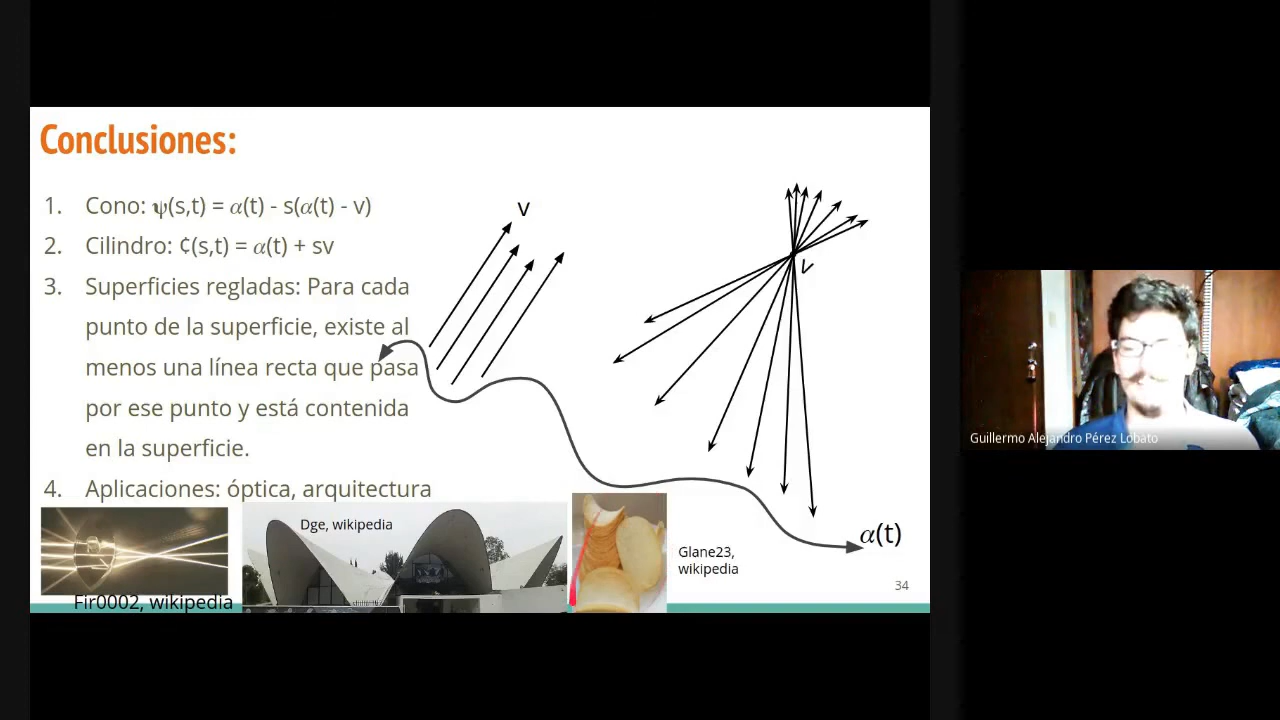 Conclusiones:
1. Cono: ψ(s,t) = α(t) - s(α(t) - v)
2. Cilindro: ¢(s,t) = α(t) + sv
3. Superficies regladas: Para cada
punto de la superficie, existe al
menos una línea recta que pasa
por ese punto y está contenida
en la superficie.
4. Aplicaciones: óptica, arquitectura
v
v
α(t)
Dge, wikipedia
Glane23,
wikipedia
Fir0002, wikipedia
34
Guillermo Alejandro Pérez Lobato